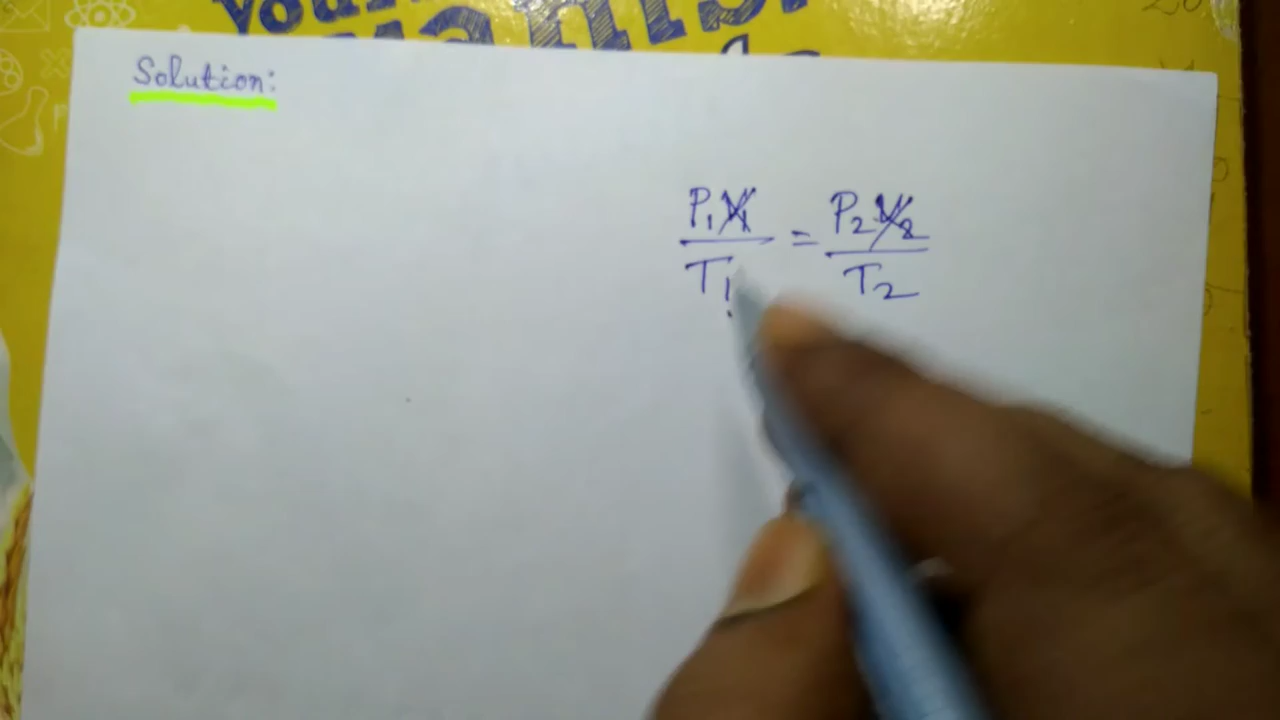 Solution:
P₁V₁/T₁ = P₂V₂/T₂